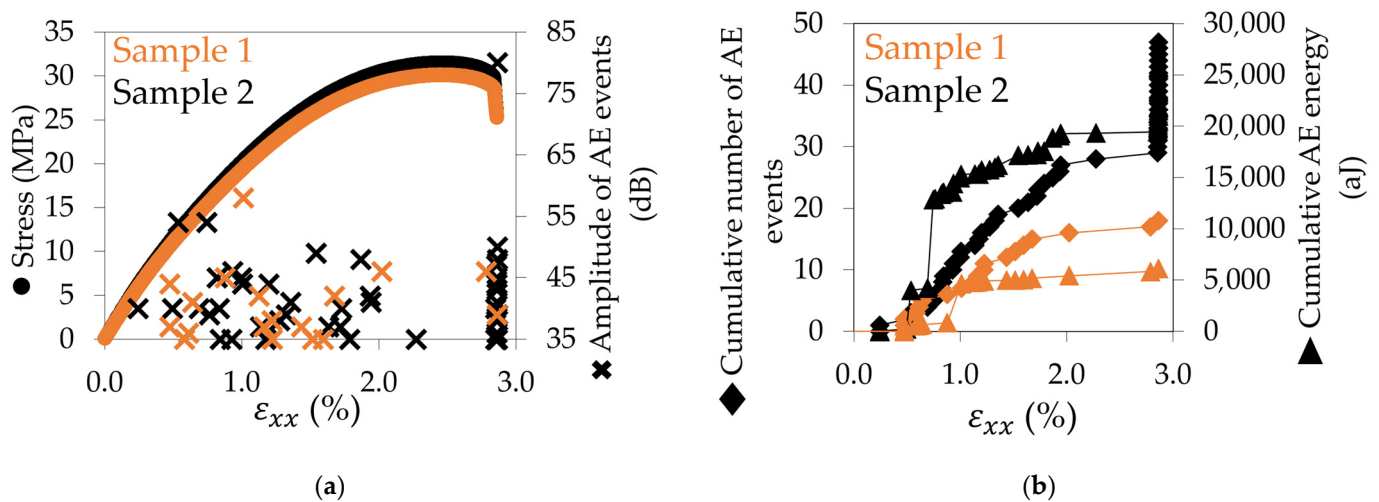 35
30
25
20
15
10
5
0
Stress (MPa)
Sample 1
Sample 2
85
75
65
55
45
35
Amplitude of AE events
(dB)
0.0
1.0
2.0
3.0
εxx (%)
(a)
50
40
30
20
10
0
Cumulative number of AE
events
Sample 1
Sample 2
30,000
25,000
20,000
15,000
10,000
5,000
0
Cumulative AE energy
(aJ)
0.0
1.0
2.0
3.0
εxx (%)
(b)